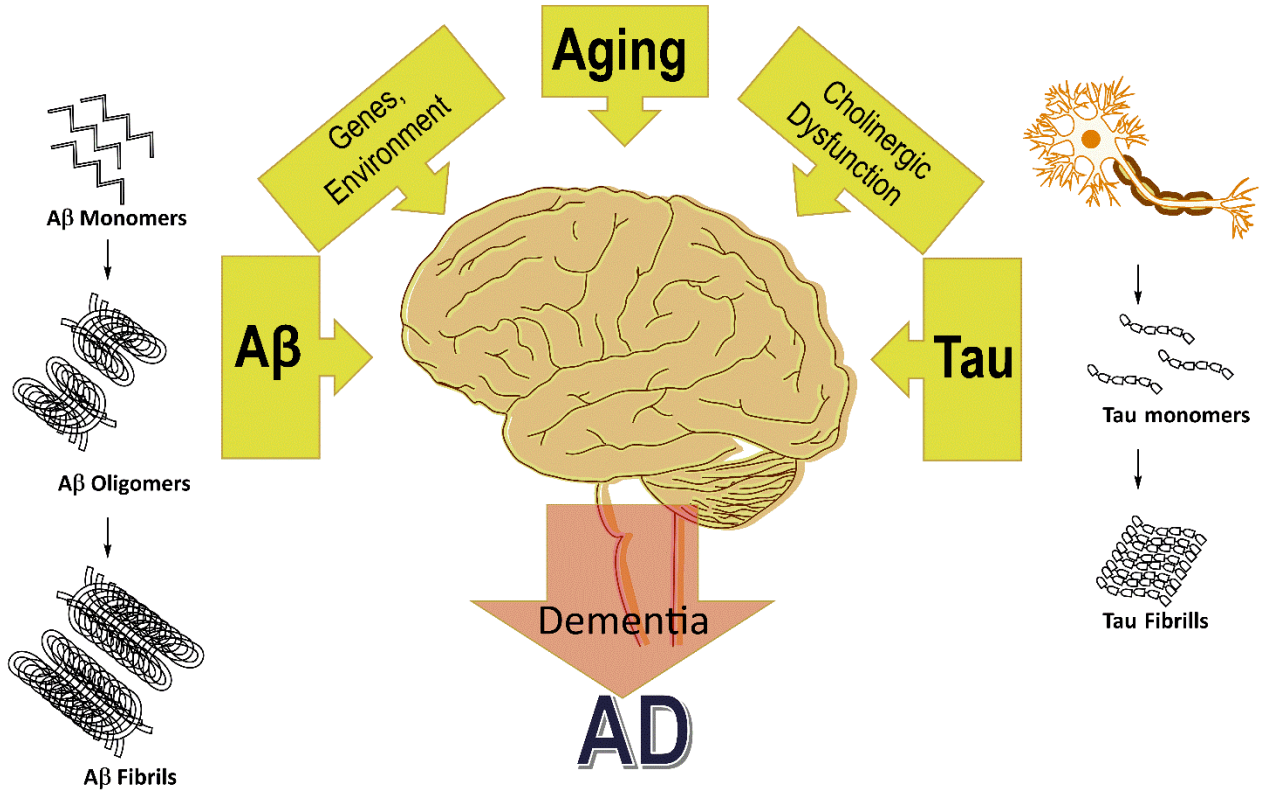 Aging
Genes,
Environment
Cholinergic
Dysfunction
Aβ Monomers
Aβ
Tau
Tau monomers
Aβ Oligomers
Dementia
Tau Fibrills
AD
Aβ Fibrils